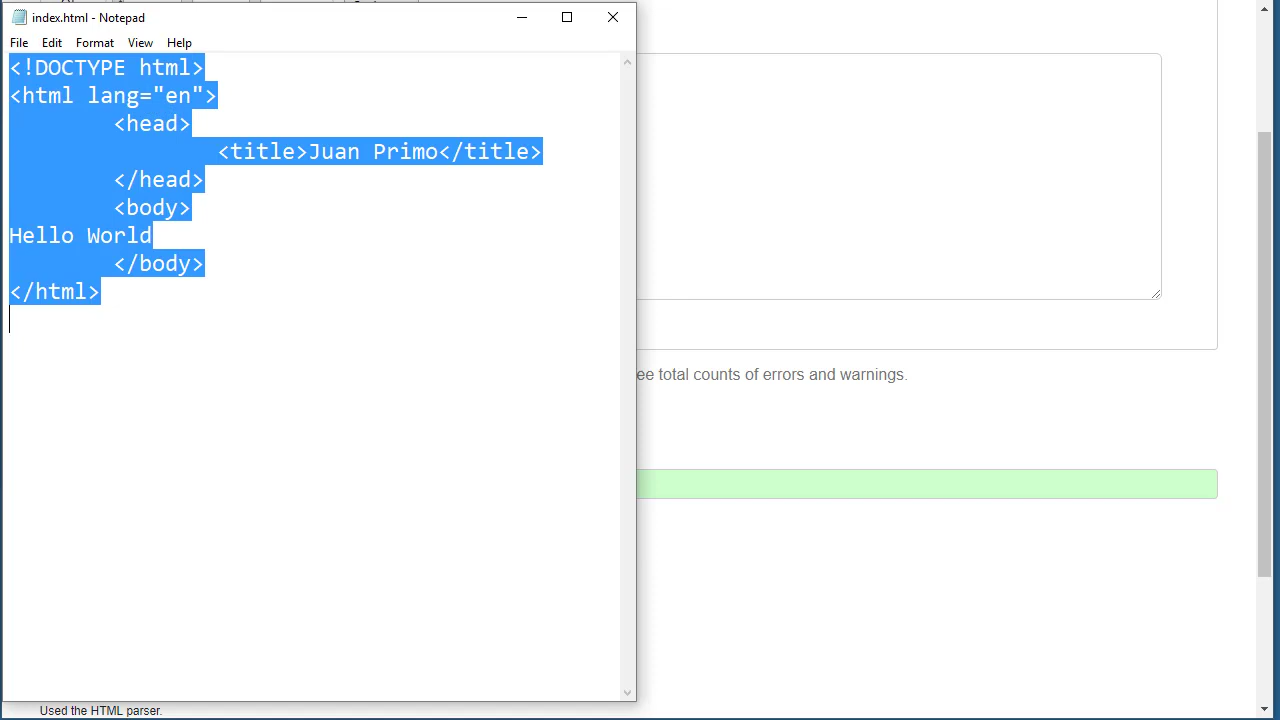 index.html - Notepad
File Edit Format View Help
<!DOCTYPE html>
<html lang="en">
<head>
<title>Juan Primo</title>
</head>
<body>
Hello World
</body>
</html>
ee total counts of errors and warnings.
Used the HTML parser.